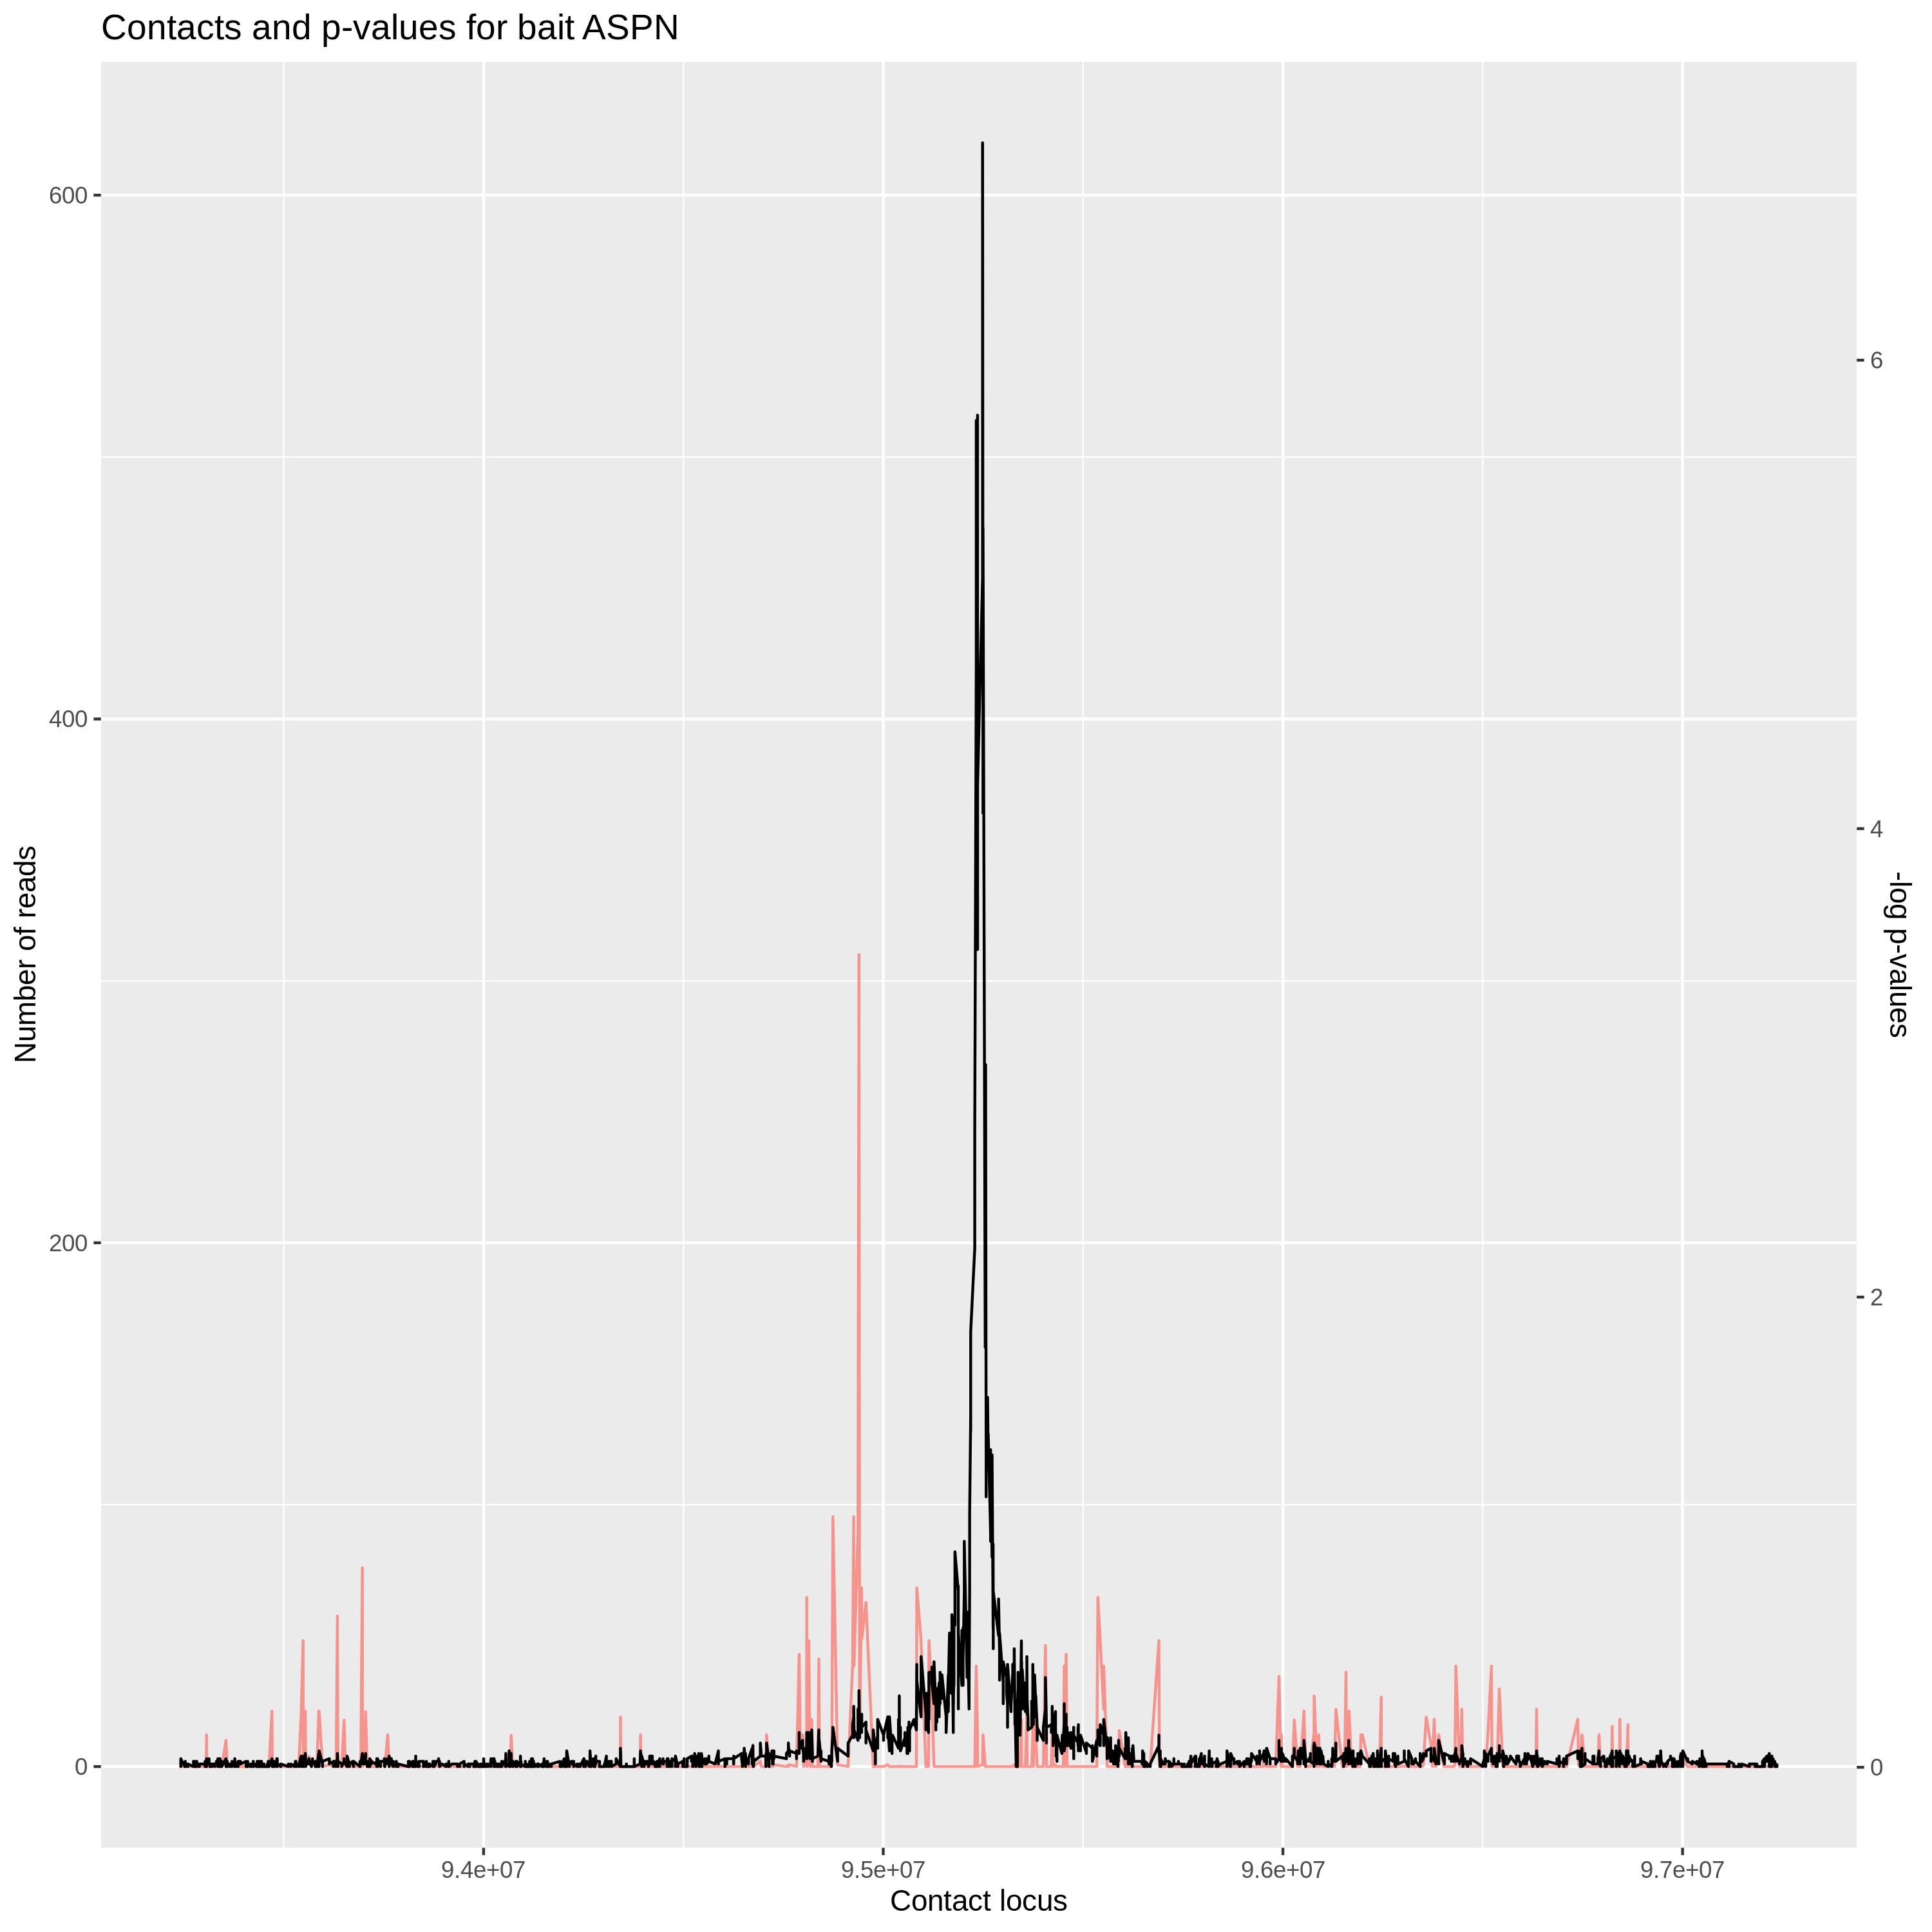 Contacts and p-values for bait ASPN
600
400
200
0
Number of reads
6
4
2
0
-log p-values
9.4e+07
9.5e+07
9.6e+07
9.7e+07
Contact locus